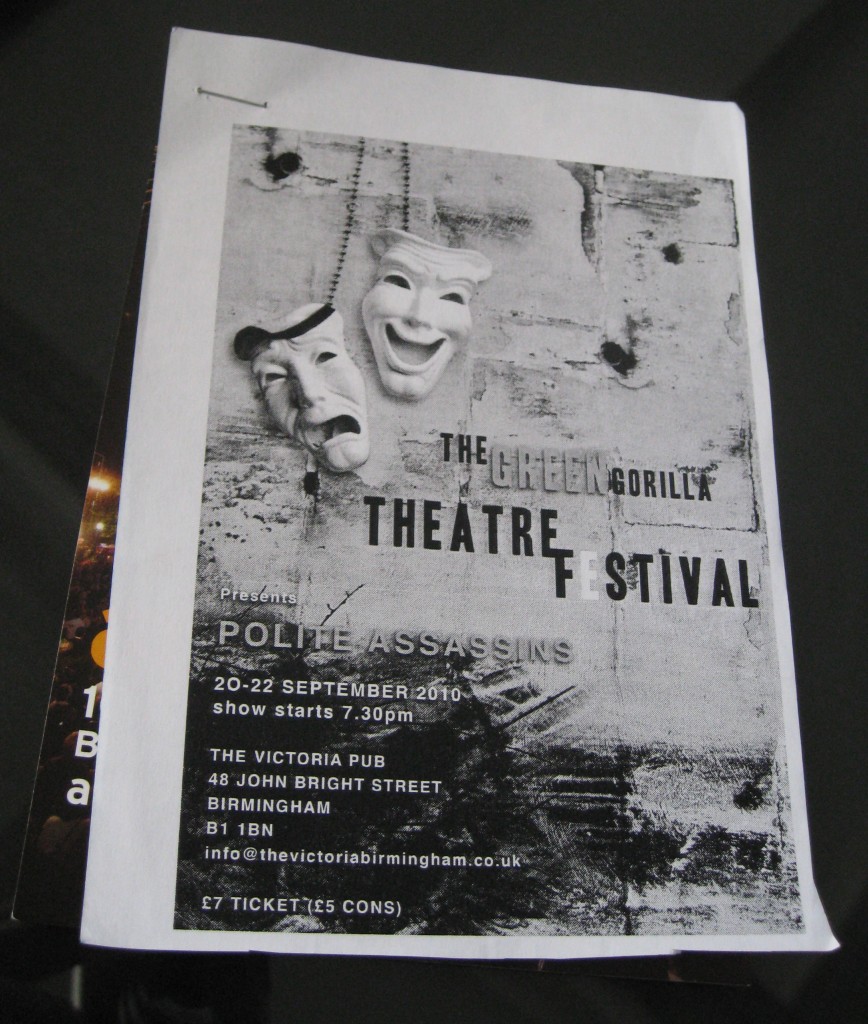 THE GREEN GORILLA
THEATRE
FESTIVAL
Presents
POLITE ASSASSINS
20-22 SEPTEMBER 2010
show starts 7.30pm
THE VICTORIA PUB
48 JOHN BRIGHT STREET
BIRMINGHAM
B1 1BN
info@thevictoriabirmingham.co.uk
£7 TICKET (£5 CONS)